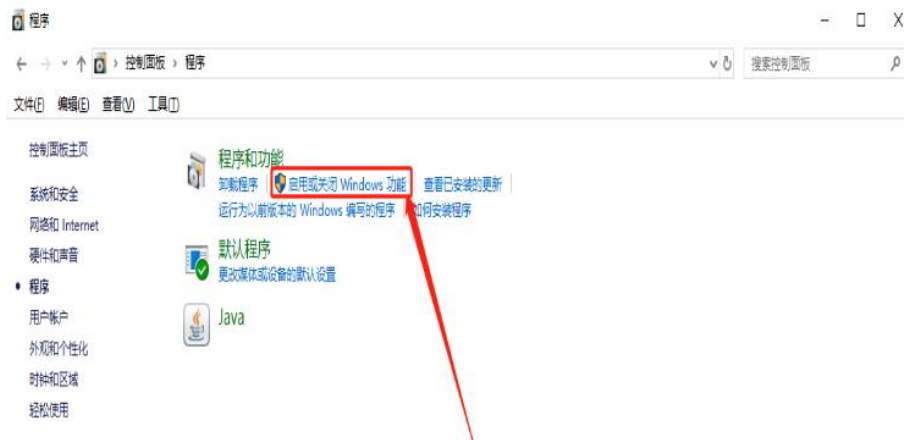 程序
控制面板 › 程序
搜索控制面板
文件(F) 编辑(E) 查看(V) 工具(T)
控制面板主页
系统和安全
网络和 Internet
硬件和声音
程序
用户帐户
外观和个性化
时钟和区域
轻松使用
程序和功能
卸载程序 启用或关闭 Windows 功能 查看已安装的更新
运行为以前版本的 Windows 编写的程序 如何安装程序
默认程序
更改媒体或设备的默认设置
Java